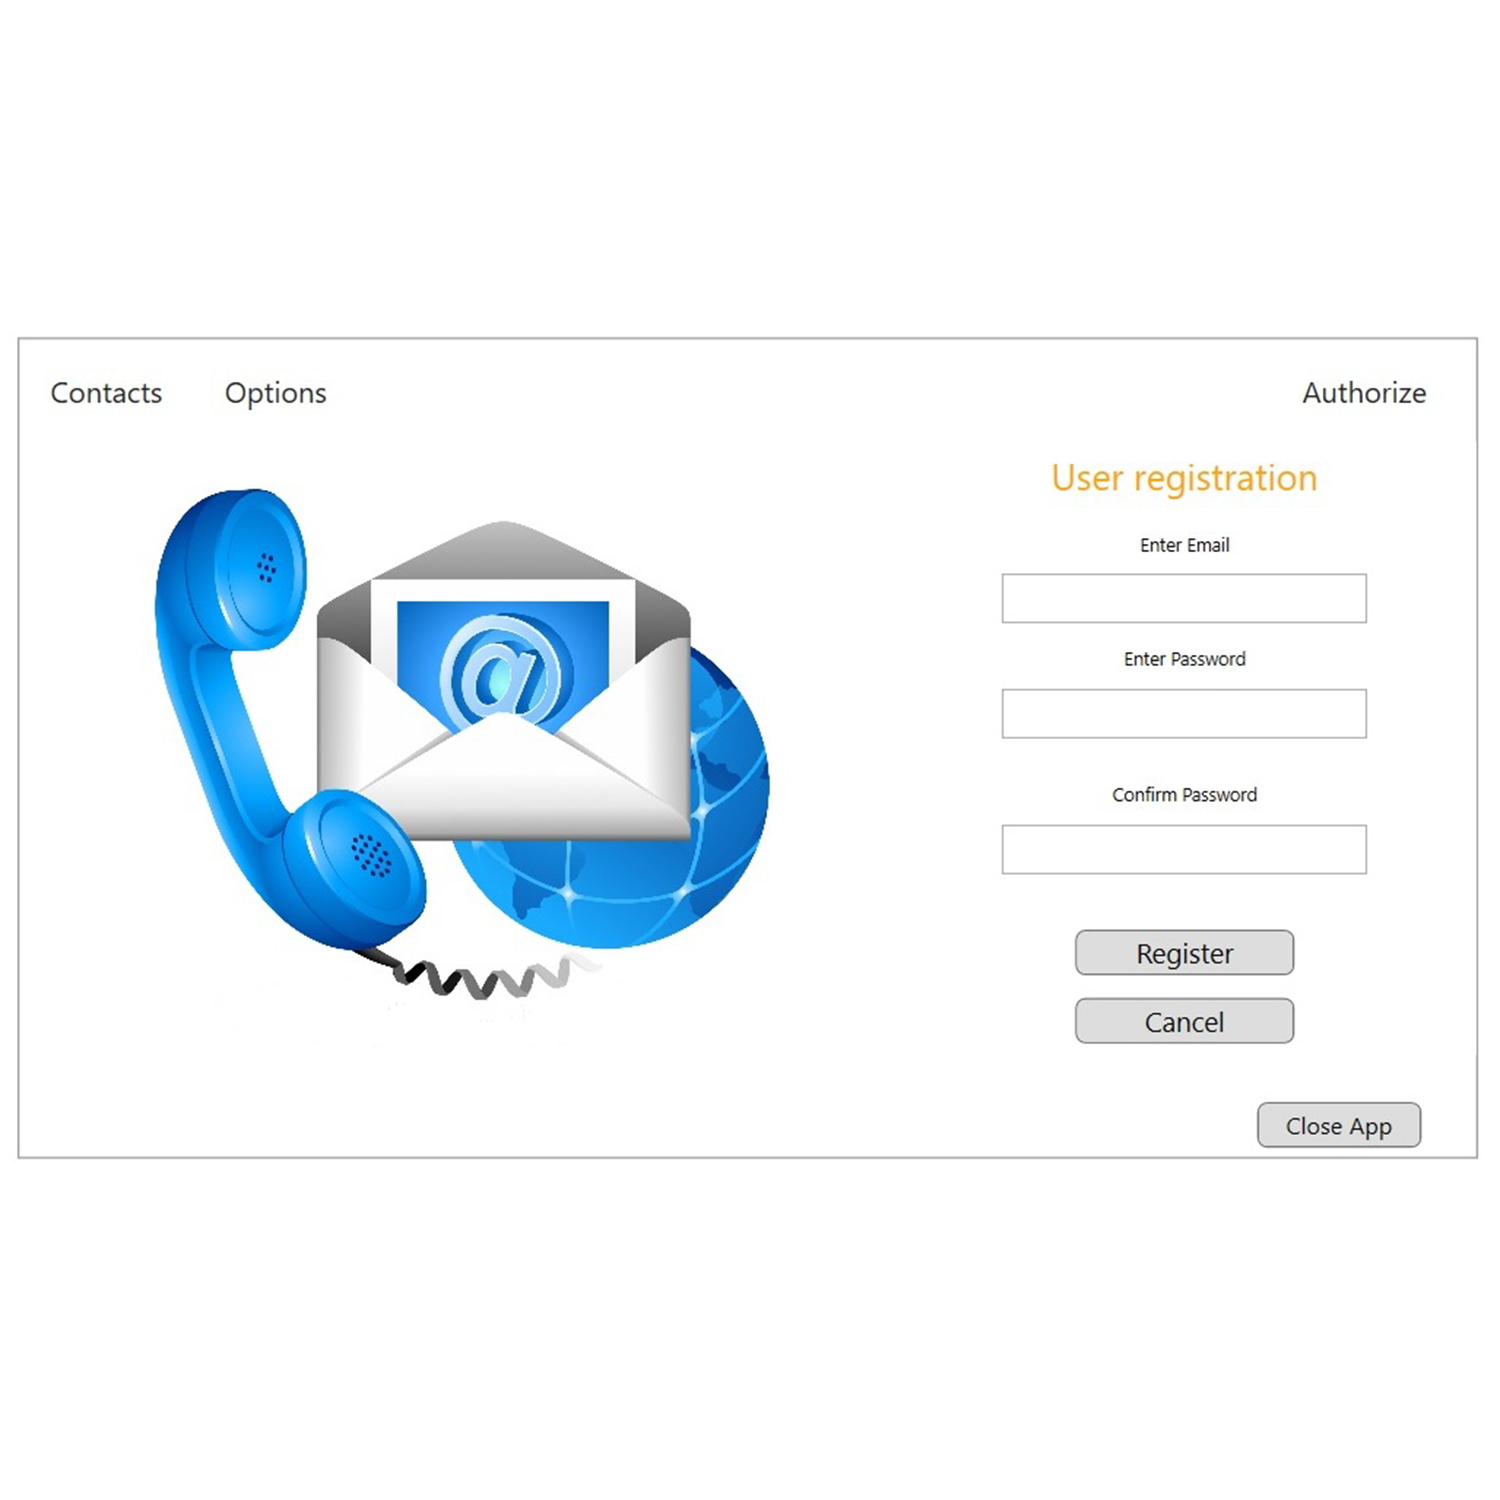 Contacts
Options
Authorize
User registration
Enter Email
@
Enter Password
Confirm Password
Register
Cancel
Close App